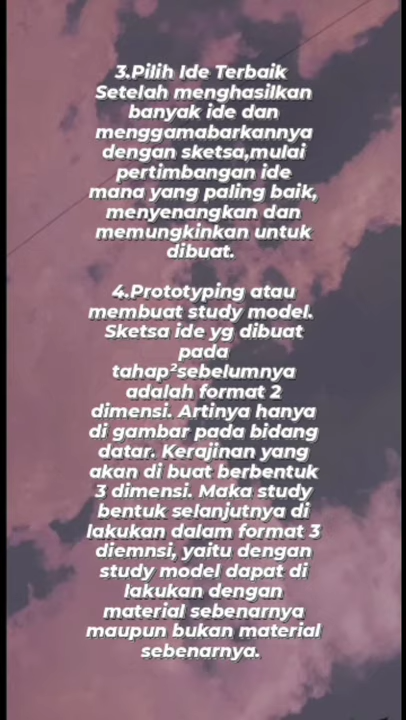 3.Pilih Ide Terbaik
Setelah menghasilkan
banyak ide dan
menggamabarkannya
dengan sketsa,mulai
pertimbangan ide
mana yang paling baik,
menyenangkan dan
memungkinkan untuk
dibuat.
4.Prototyping atau
membuat study model.
Sketsa ide yg dibuat
pada
tahap²sebelumnya
adalah format 2
dimensi. Artinya hanya
di gambar pada bidang
datar. Kerajinan yang
akan di buat berbentuk
3 dimensi. Maka study
bentuk selanjutnya di
lakukan dalam format 3
diemnsi, yaitu dengan
study model dapat di
lakukan dengan
material sebenarnya
maupun bukan material
sebenarnya.